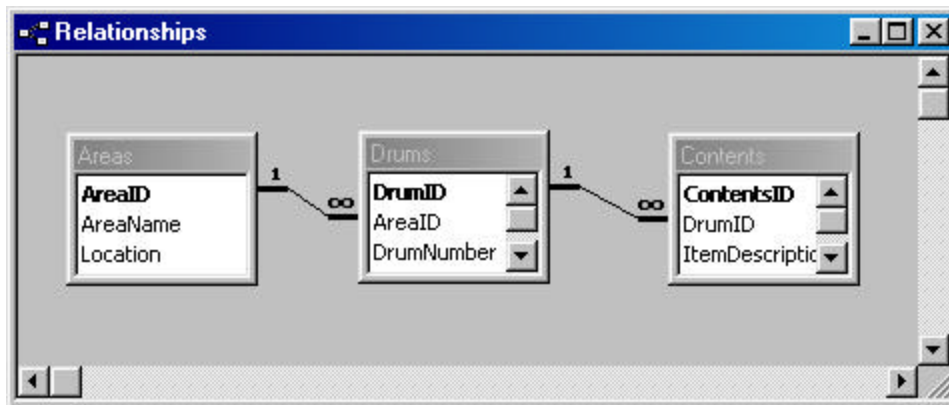 Relationships
Areas
AreaID
AreaName
Location
1
∞
Drums
DrumID
AreaID
DrumNumber
1
∞
Contents
ContentsID
DrumID
ItemDescriptic